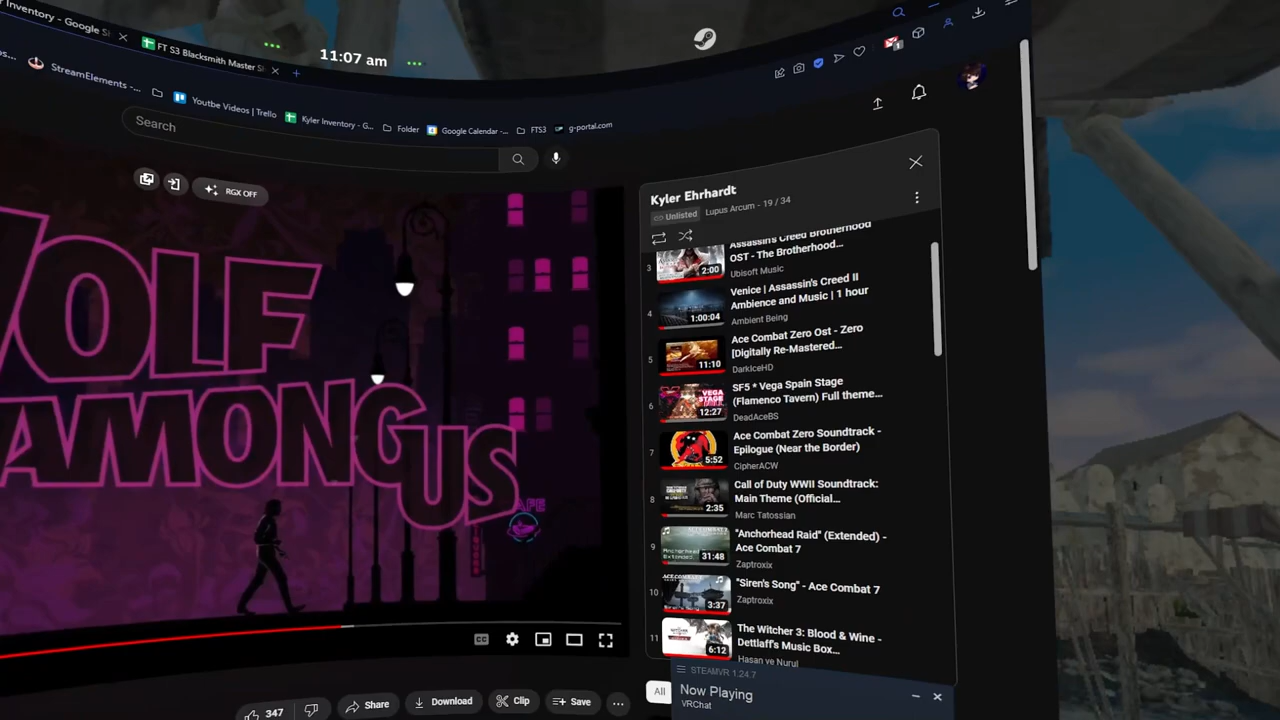 Inventory - Google S
FT S3 Blacksmith Master S
11:07 am
1
StreamElements -...
Youtbe Videos | Trello
Kyler Inventory - G...
Folder
Google Calendar -...
FTS3
g-portal.com
Search
RGX OFF
WOLF
AMONG
US
Kyler Ehrhardt
Unlisted
Lupus Arcum - 19 / 34
3
2:00
Assassin's Creed Brotherhood
OST - The Brotherhood...
Ubisoft Music
4
1:00:04
Venice | Assassin's Creed II
Ambience and Music | 1 hour
Ambient Being
5
11:10
Ace Combat Zero Ost - Zero
[Digitally Re-Mastered...
DarkIceHD
6
VEGA
STAGE
12:27
SF5 * Vega Spain Stage
(Flamenco Tavern) Full theme...
DeadAceBS
7
5:52
Ace Combat Zero Soundtrack -
Epilogue (Near the Border)
CipherACW
8
2:35
Call of Duty WWII Soundtrack:
Main Theme (Official...
Marc Tatossian
9
31:48
"Anchorhead Raid" (Extended) -
Ace Combat 7
Zaptroxix
10
3:37
"Siren's Song" - Ace Combat 7
Zaptroxix
11
6:12
The Witcher 3: Blood & Wine -
Dettlaff's Music Box...
Hasan ve Nurul
CC
347
Share
Download
Clip
Save
All
STEAMVR 1.24.7
Now Playing
VRChat